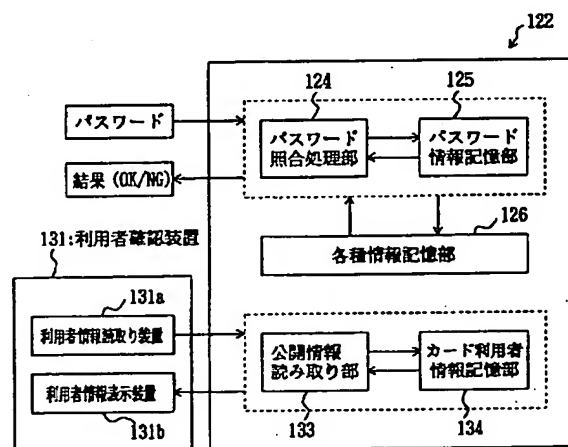 122
124
125
パスワード
パスワード
照合処理部
パスワード
情報記憶部
結果(OK/NG)
126
131:利用者確認装置
各種情報記憶部
131a
利用者情報読取り装置
公開情報
読み取り部
カード利用者
情報記憶部
利用者情報表示装置
131b
133
134